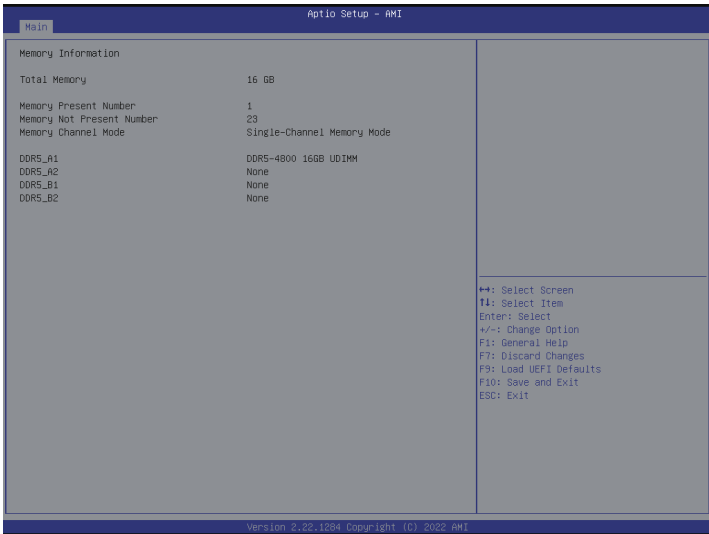 Aptio Setup – AMI
Main
Memory Information
Total Memory 16 GB
Memory Present Number 1
Memory Not Present Number 23
Memory Channel Mode Single-Channel Memory Mode
DDR5_A1 DDR5-4800 16GB UDIMM
DDR5_A2 None
DDR5_B1 None
DDR5_B2 None
→←: Select Screen
↑↓: Select Item
Enter: Select
+/-: Change Option
F1: General Help
F7: Discard Changes
F9: Load UEFI Defaults
F10: Save and Exit
ESC: Exit
Version 2.22.1284 Copyright (C) 2022 AMI